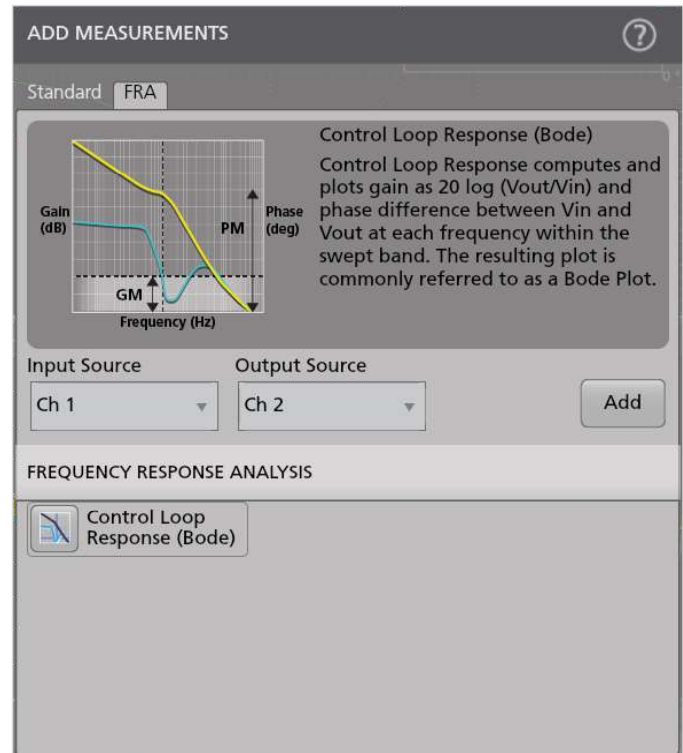 ADD MEASUREMENTS
?
Standard
FRA
Control Loop Response (Bode)
Control Loop Response computes and
plots gain as 20 log (Vout/Vin) and
phase difference between Vin and
Vout at each frequency within the
swept band. The resulting plot is
commonly referred to as a Bode Plot.
Gain
(dB)
PM
Phase
(deg)
GM
Frequency (Hz)
Input Source
Output Source
Ch 1
Ch 2
Add
FREQUENCY RESPONSE ANALYSIS
Control Loop
Response (Bode)